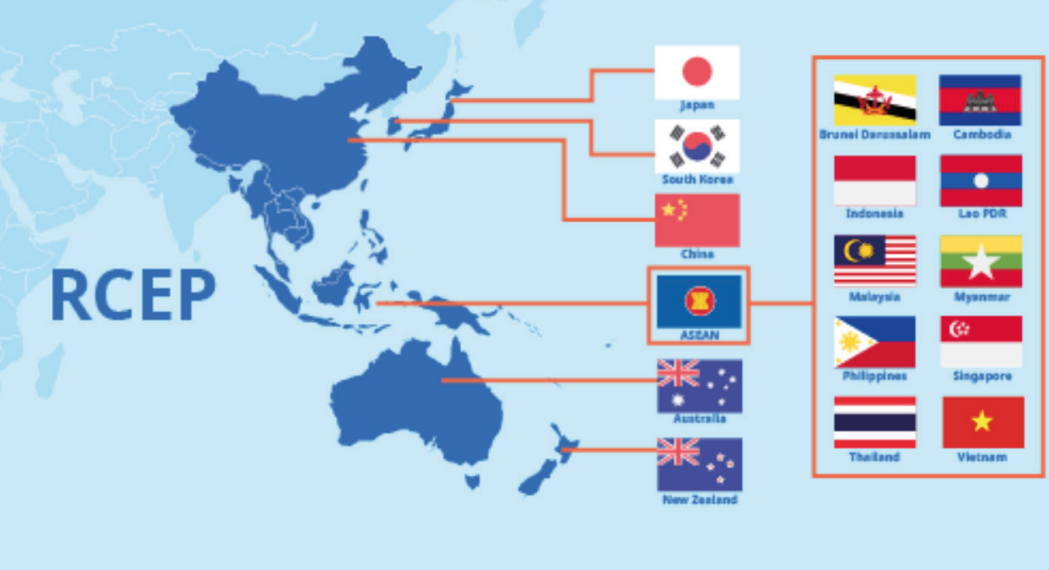 RCEP
Japan
South Korea
China
ASEAN
Australia
New Zealand
Brunei Darussalam
Cambodia
Indonesia
Lao PDR
Malaysia
Myanmar
Philippines
Singapore
Thailand
Vietnam